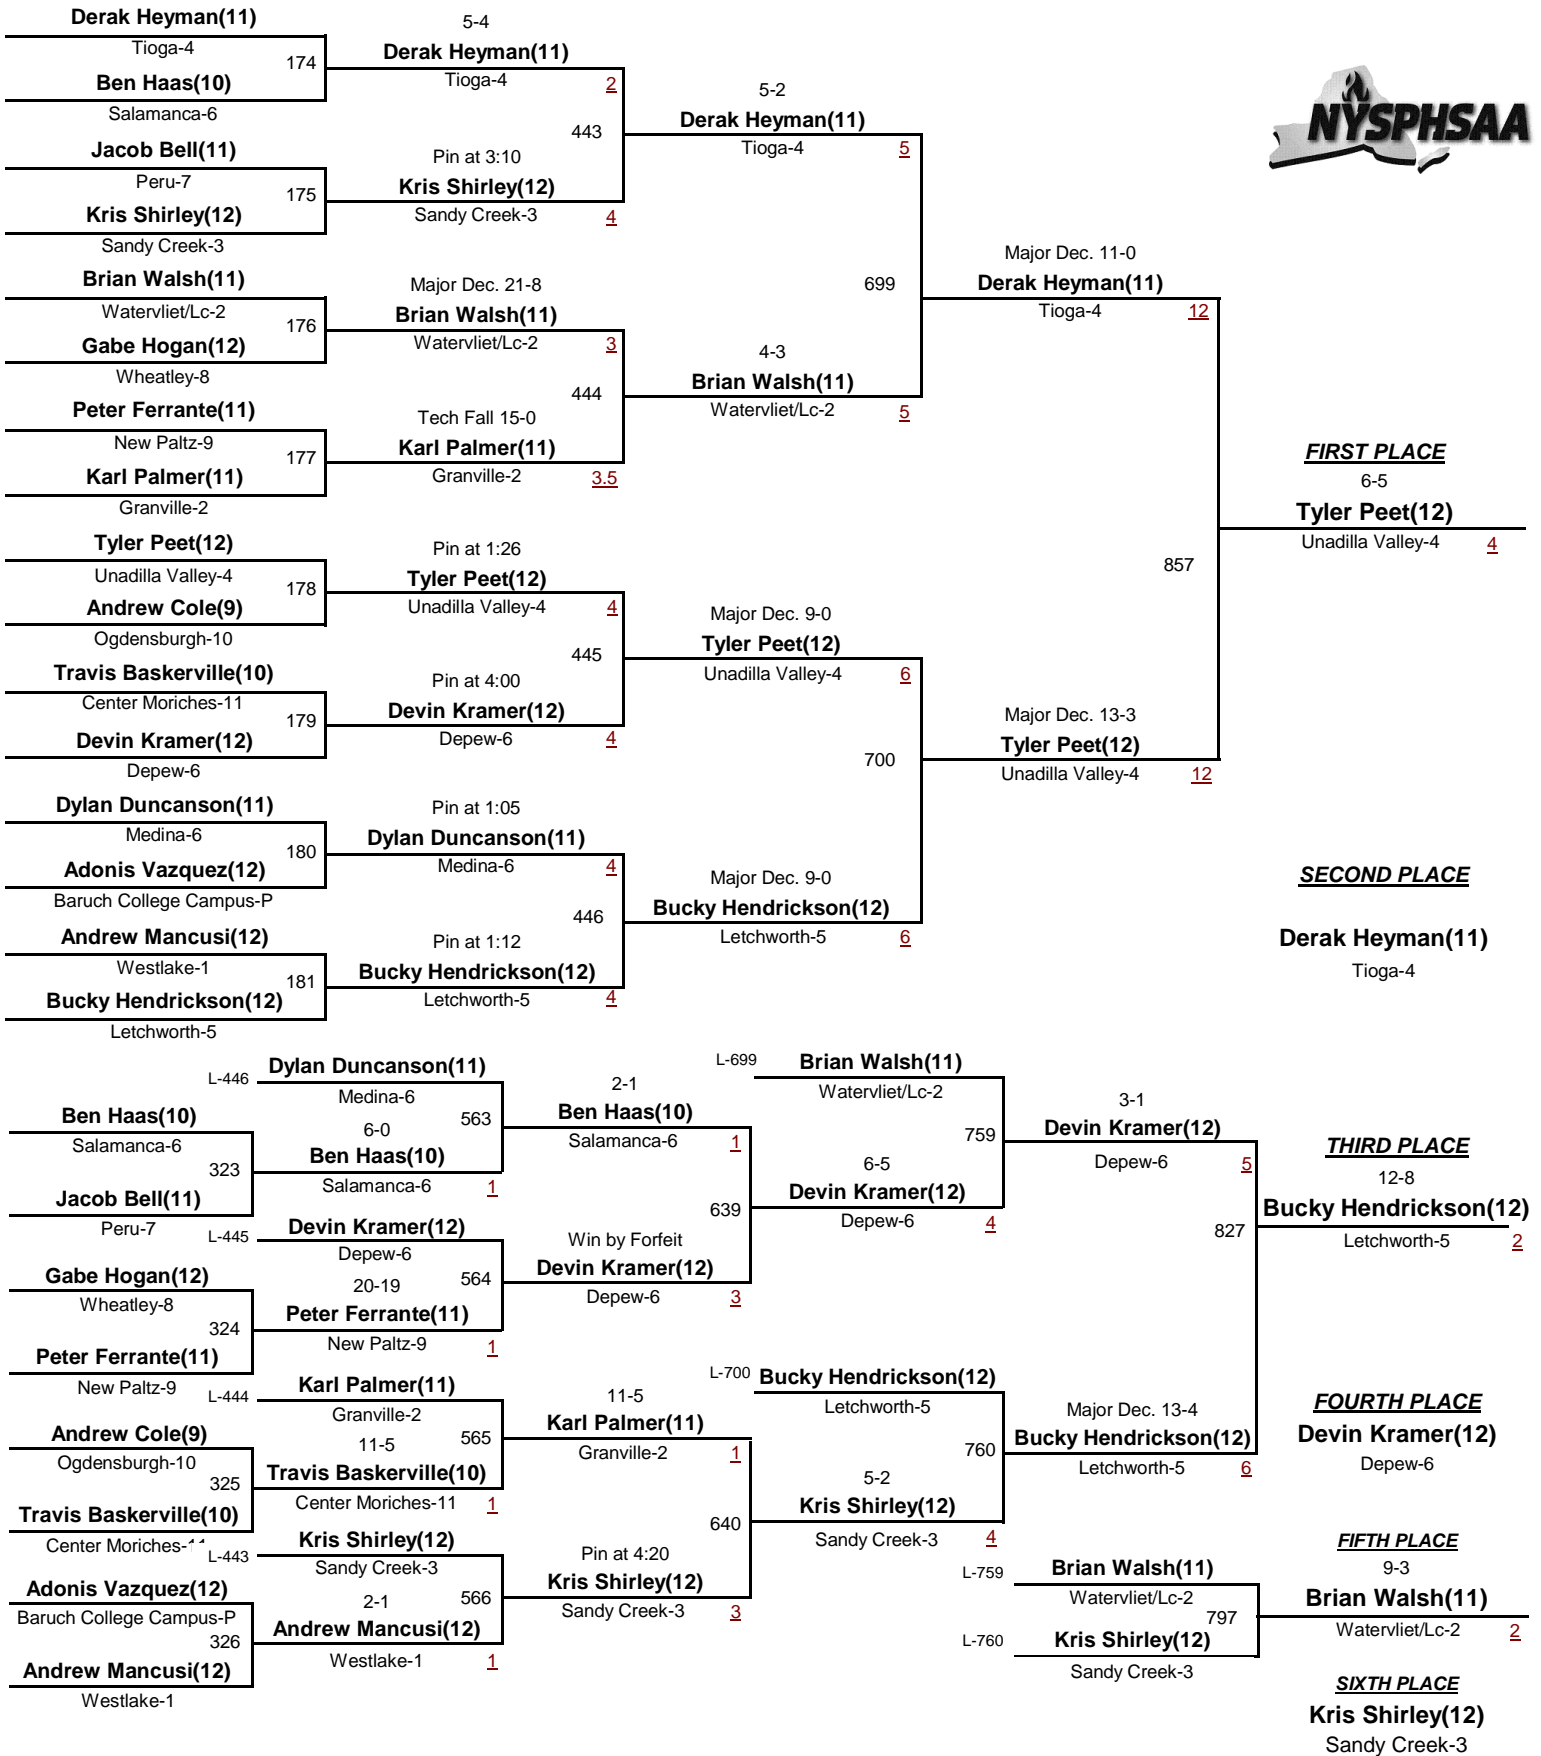 Derak Heyman(11)
Tioga-4
174
Ben Haas(10)
Salamanca-6
Jacob Bell(11)
Peru-7
175
Kris Shirley(12)
Sandy Creek-3
Brian Walsh(11)
Watervliet/Lc-2
176
Gabe Hogan(12)
Wheatley-8
Peter Ferrante(11)
New Paltz-9
177
Karl Palmer(11)
Granville-2
Tyler Peet(12)
Unadilla Valley-4
178
Andrew Cole(9)
Ogdensburgh-10
Travis Baskerville(10)
Center Moriches-11
179
Devin Kramer(12)
Depew-6
Dylan Duncanson(11)
Medina-6
180
Adonis Vazquez(12)
Baruch College Campus-P
Andrew Mancusi(12)
Westlake-1
181
Bucky Hendrickson(12)
Letchworth-5
5-4
Derak Heyman(11)
Tioga-4
2
443
Pin at 3:10
Kris Shirley(12)
Sandy Creek-3
4
Major Dec. 21-8
Brian Walsh(11)
Watervliet/Lc-2
3
444
Tech Fall 15-0
Karl Palmer(11)
Granville-2
3.5
Pin at 1:26
Tyler Peet(12)
Unadilla Valley-4
4
445
Pin at 4:00
Devin Kramer(12)
Depew-6
4
Pin at 1:05
Dylan Duncanson(11)
Medina-6
4
446
Pin at 1:12
Bucky Hendrickson(12)
Letchworth-5
4
5-2
Derak Heyman(11)
Tioga-4
5
699
4-3
Brian Walsh(11)
Watervliet/Lc-2
5
Major Dec. 9-0
Tyler Peet(12)
Unadilla Valley-4
6
700
Major Dec. 9-0
Bucky Hendrickson(12)
Letchworth-5
6
Major Dec. 11-0
Derak Heyman(11)
Tioga-4
12
857
Major Dec. 13-3
Tyler Peet(12)
Unadilla Valley-4
12
NYSPHSAA
FIRST PLACE
6-5
Tyler Peet(12)
Unadilla Valley-4
4
SECOND PLACE
Derak Heyman(11)
Tioga-4
Ben Haas(10)
Salamanca-6
323
Jacob Bell(11)
Peru-7
Gabe Hogan(12)
Wheatley-8
324
Peter Ferrante(11)
New Paltz-9
Andrew Cole(9)
Ogdensburgh-10
325
Travis Baskerville(10)
Center Moriches-11
Adonis Vazquez(12)
Baruch College Campus-P
326
Andrew Mancusi(12)
Westlake-1
L-446
Dylan Duncanson(11)
Medina-6
563
6-0
Ben Haas(10)
Salamanca-6
1
L-445
Devin Kramer(12)
Depew-6
564
20-19
Peter Ferrante(11)
New Paltz-9
1
L-444
Karl Palmer(11)
Granville-2
565
11-5
Travis Baskerville(10)
Center Moriches-11
1
L-443
Kris Shirley(12)
Sandy Creek-3
566
2-1
Andrew Mancusi(12)
Westlake-1
1
2-1
Ben Haas(10)
Salamanca-6
1
639
Win by Forfeit
Devin Kramer(12)
Depew-6
3
11-5
Karl Palmer(11)
Granville-2
1
640
Pin at 4:20
Kris Shirley(12)
Sandy Creek-3
3
L-699
Brian Walsh(11)
Watervliet/Lc-2
759
6-5
Devin Kramer(12)
Depew-6
4
L-700
Bucky Hendrickson(12)
Letchworth-5
760
5-2
Kris Shirley(12)
Sandy Creek-3
4
3-1
Devin Kramer(12)
Depew-6
5
827
Major Dec. 13-4
Bucky Hendrickson(12)
Letchworth-5
6
THIRD PLACE
12-8
Bucky Hendrickson(12)
Letchworth-5
2
FOURTH PLACE
Devin Kramer(12)
Depew-6
L-759
Brian Walsh(11)
Watervliet/Lc-2
797
L-760
Kris Shirley(12)
Sandy Creek-3
FIFTH PLACE
9-3
Brian Walsh(11)
Watervliet/Lc-2
2
SIXTH PLACE
Kris Shirley(12)
Sandy Creek-3